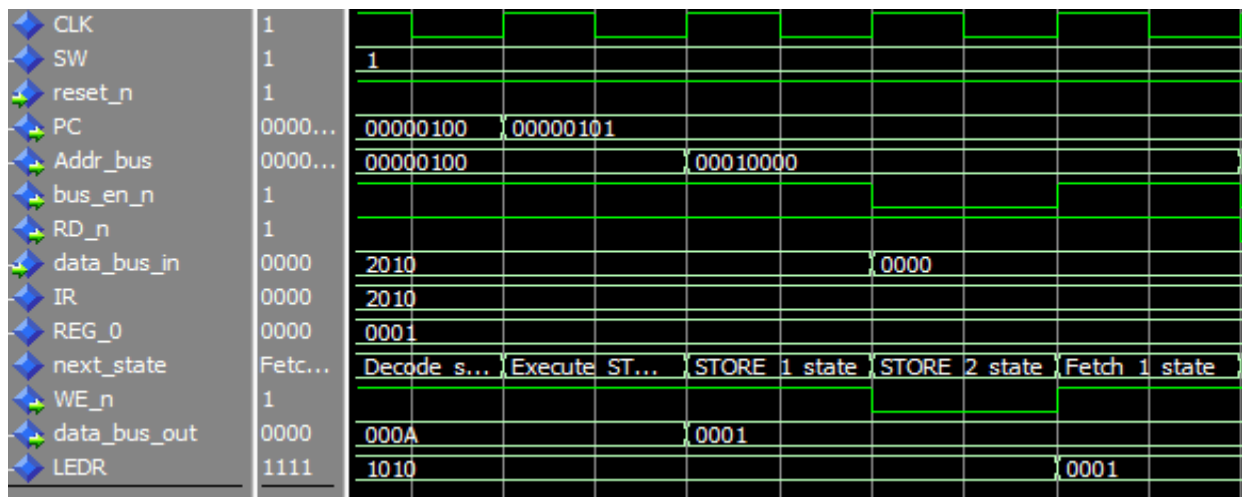 CLK 1
SW 1 1
reset_n 1
PC 0000... 00000100 00000101
Addr_bus 0000... 00000100 00010000
bus_en_n 1
RD_n 1
data_bus_in 0000 2010 0000
IR 0000 2010
REG_0 0000 0001
next_state Fetc... Decode s... Execute ST... STORE 1 state STORE 2 state Fetch 1 state
WE_n 1
data_bus_out 0000 000A 0001
LEDR 1111 1010 0001